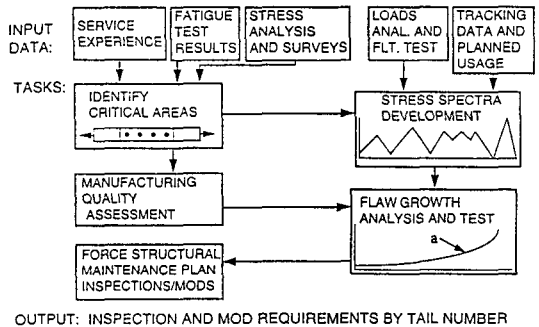 INPUT
DATA:
SERVICE
EXPERIENCE
FATIGUE
TEST
RESULTS
STRESS
ANALYSIS
AND SURVEYS
LOADS
ANAL. AND
FLT. TEST
TRACKING
DATA AND
PLANNED
USAGE
TASKS:
IDENTIFY
CRITICAL AREAS
STRESS SPECTRA
DEVELOPMENT
MANUFACTURING
QUALITY
ASSESSMENT
FLAW GROWTH
ANALYSIS AND TEST
a
FORCE STRUCTURAL
MAINTENANCE PLAN
INSPECTIONS/MODS
OUTPUT: INSPECTION AND MOD REQUIREMENTS BY TAIL NUMBER